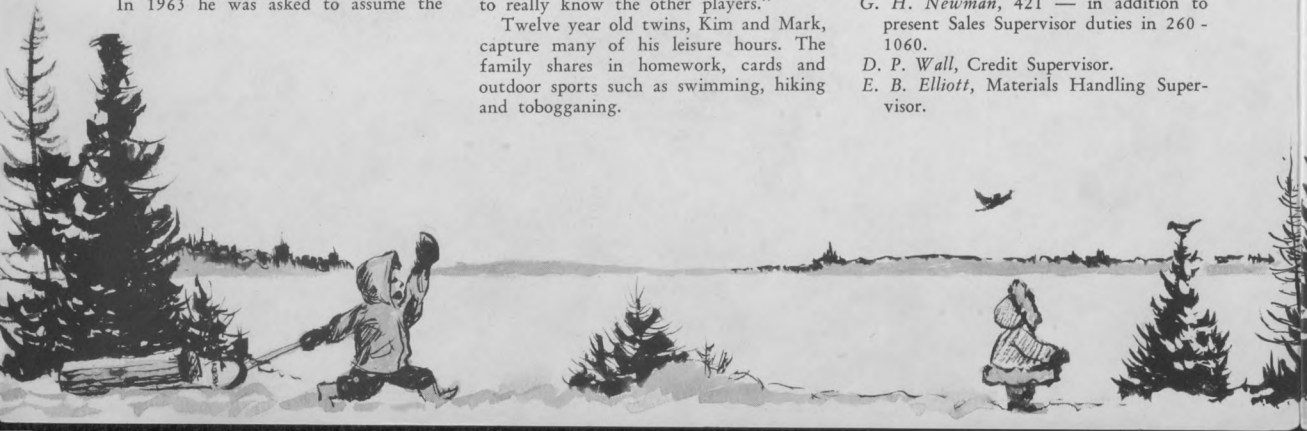 In 1963 he was asked to assume the
to really know the other players."
Twelve year old twins, Kim and Mark,
capture many of his leisure hours. The
family shares in homework, cards and
outdoor sports such as swimming, hiking
and tobogganing.
G. H. Newman, 421 — in addition to
present Sales Supervisor duties in 260 -
1060.
D. P. Wall, Credit Supervisor.
E. B. Elliott, Materials Handling Super-
visor.